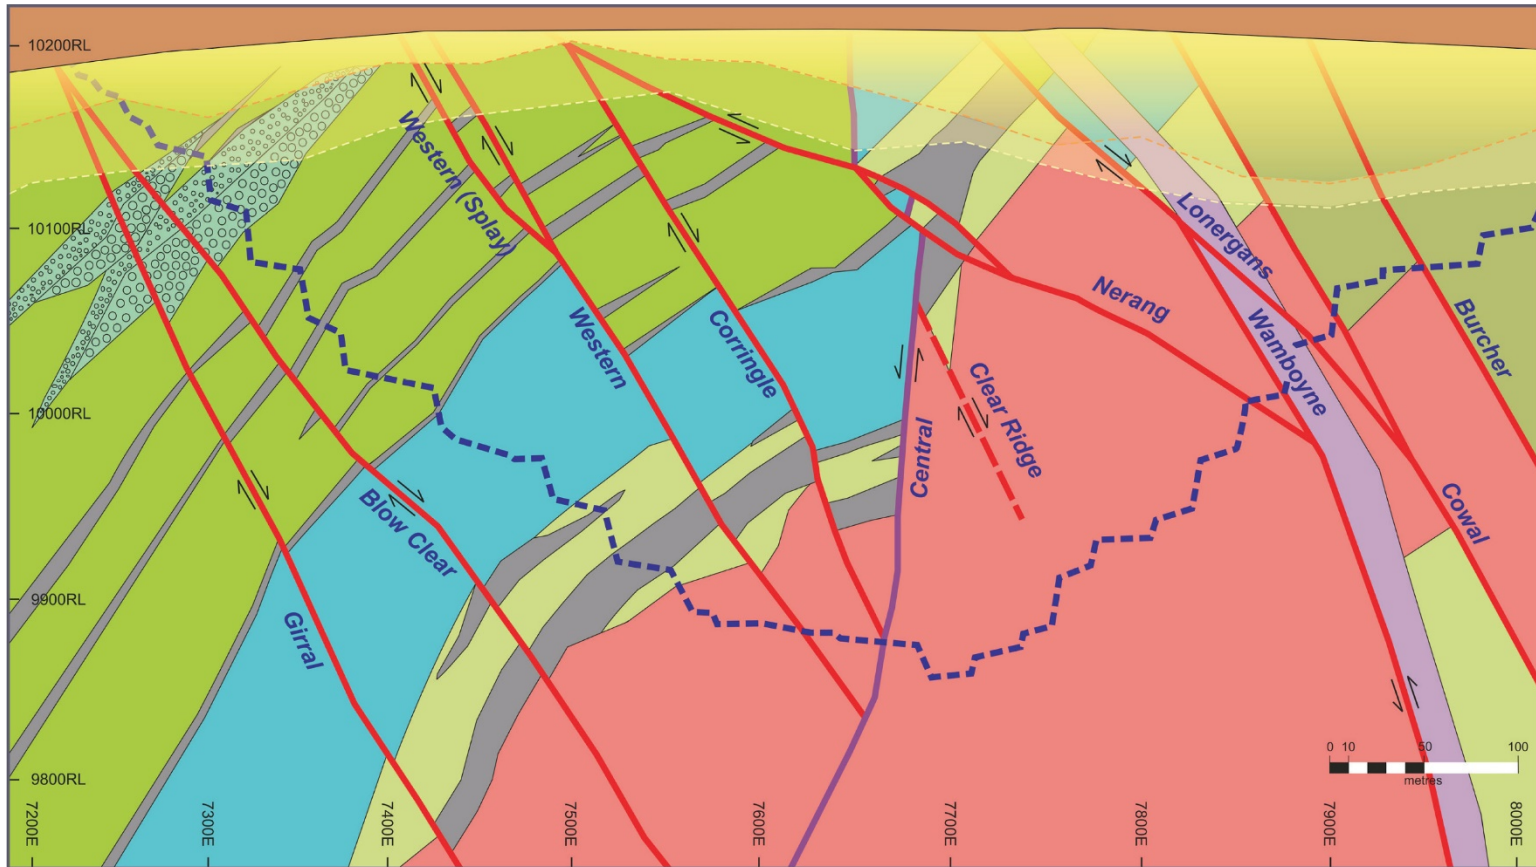 10200RL
10100RL
10000RL
9900RL
9800RL
Western (Splay)
Western
Corringle
Central
Clear Ridge
Nerang
Lonergans
Wamboyne
Burcher
Cowal
Blow Clear
Girral
0 10 50 100
metres
7200E
7300E
7400E
7500E
7600E
7700E
7800E
7900E
8000E